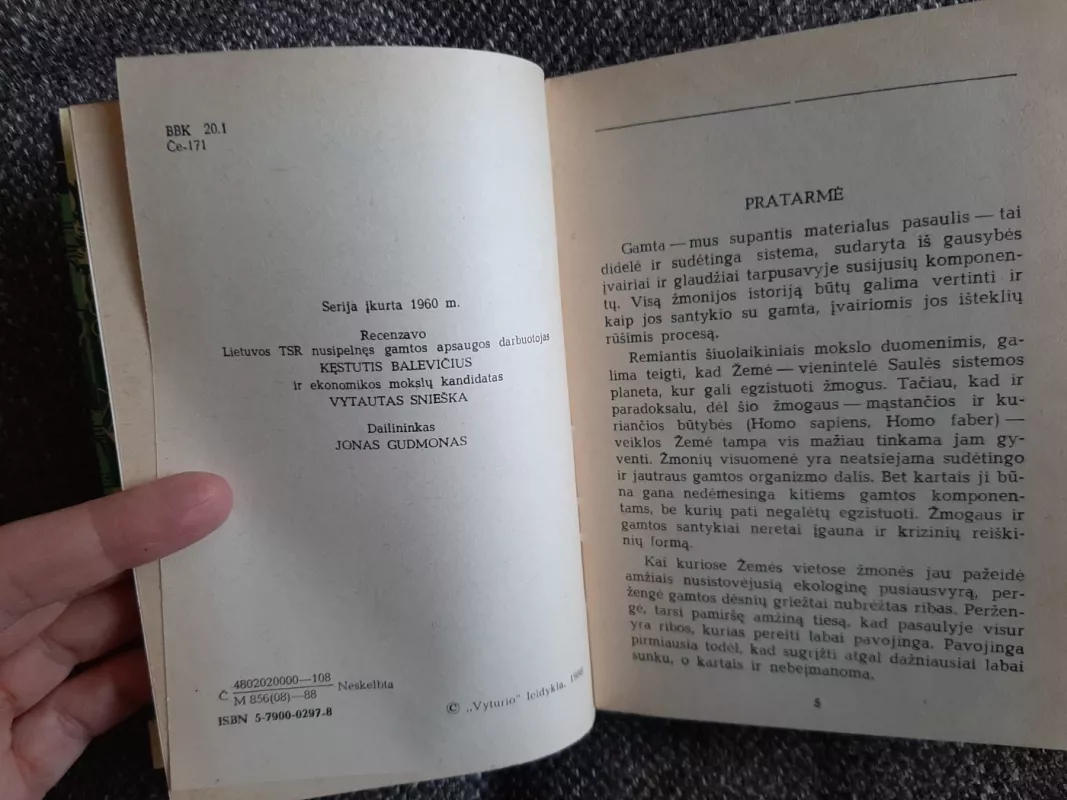 BBK 20.1
Če-171
Serija įkurta 1960 m.
Recenzavo
Lietuvos TSR nusipelnęs gamtos apsaugos darbuotojas
KĘSTUTIS BALEVIČIUS
ir ekonomikos mokslų kandidatas
VYTAUTAS SNIEŠKA
Dailininkas
JONAS GUDMONAS
Č 4802020000—108
M 856(08)—88 Neskelbta
ISBN 5-7900-0297-8
© „Vyturio" leidykla, 1988
PRATARMĖ
Gamta — mus supantis materialus pasaulis — tai
didelė ir sudėtinga sistema, sudaryta iš gausybės
įvairiai ir glaudžiai tarpusavyje susijusių komponen-
tų. Visą žmonijos istoriją būtų galima vertinti ir
kaip jos santykio su gamta, įvairiomis jos išteklių
rūšimis procesą.
Remiantis šiuolaikiniais mokslo duomenimis, ga-
lima teigti, kad Žemė — vienintelė Saulės sistemos
planeta, kur gali egzistuoti žmogus. Tačiau, kad ir
paradoksalu, dėl šio žmogaus — mąstančios ir ku-
riančios būtybės (Homo sapiens, Homo faber) —
veiklos Žemė tampa vis mažiau tinkama jam gy-
venti. Žmonių visuomenė yra neatsiejama sudėtingo
ir jautraus gamtos organizmo dalis. Bet kartais ji bū-
na gana nedėmesinga kitiems gamtos komponen-
tams, be kurių pati negalėtų egzistuoti. Žmogaus ir
gamtos santykiai neretai įgauna ir krizinių reiški-
nių formą.
Kai kuriose Žemės vietose žmonės jau pažeidė
amžiais nusistovėjusią ekologinę pusiausvyrą, per-
žengė gamtos dėsnių griežtai nubrėžtas ribas. Peržen-
gė, tarsi pamiršę amžiną tiesą, kad pasaulyje visur
yra ribos, kurias pereiti labai pavojinga. Pavojinga
pirmiausia todėl, kad sugrįžti atgal dažniausiai labai
sunku, o kartais ir nebeįmanoma.
5